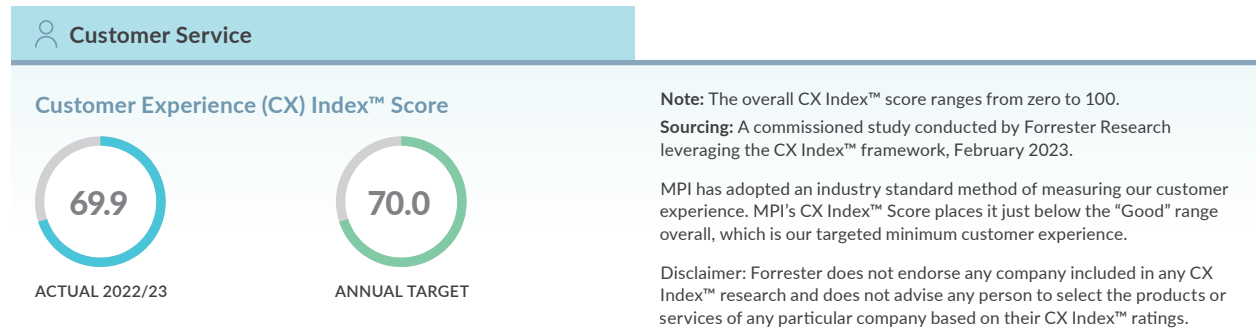 Customer Service
Customer Experience (CX) Index™ Score
69.9
70.0
ACTUAL 2022/23
ANNUAL TARGET
Note: The overall CX Index™ score ranges from zero to 100.
Sourcing: A commissioned study conducted by Forrester Research
leveraging the CX Index™ framework, February 2023.
MPI has adopted an industry standard method of measuring our customer
experience. MPI's CX Index™ Score places it just below the “Good” range
overall, which is our targeted minimum customer experience.
Disclaimer: Forrester does not endorse any company included in any CX
Index™ research and does not advise any person to select the products or
services of any particular company based on their CX Index™ ratings.